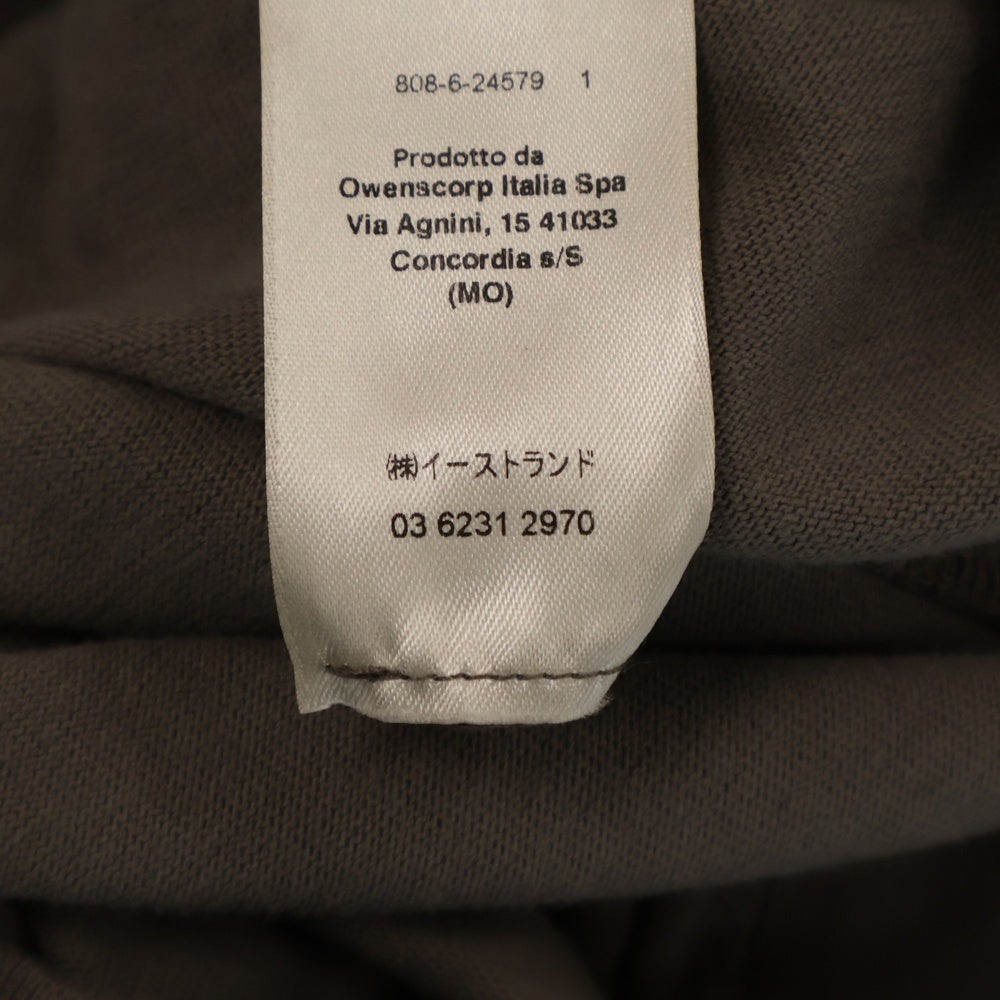 808-6-24579 1
Prodotto da
Owenscorp Italia Spa
Via Agnini, 15 41033
Concordia s/S
(MO)
㈱イーストランド
03 6231 2970